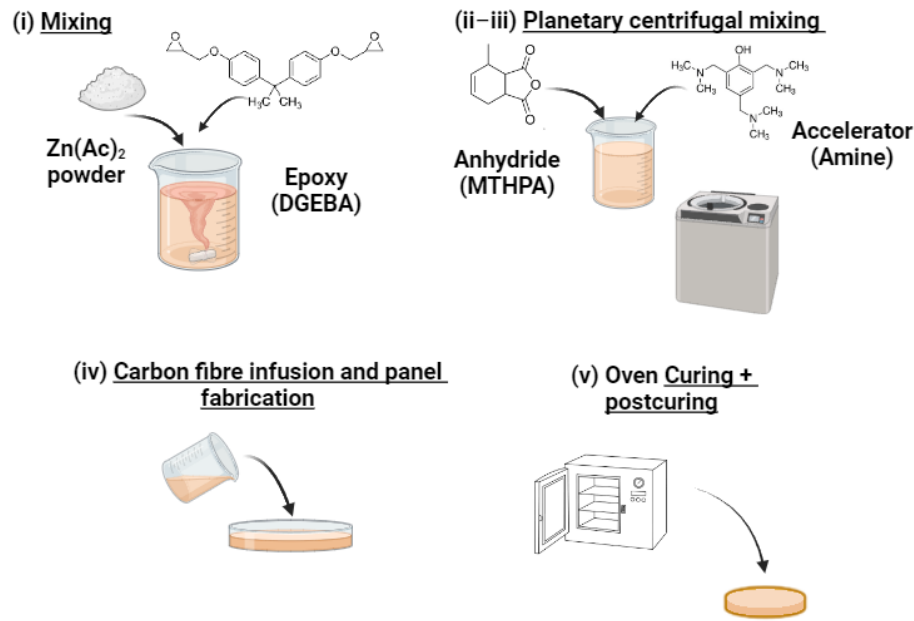 (i) Mixing
O
O
O
O
H₃C CH₃
Zn(Ac)₂
powder
Epoxy
(DGEBA)
(ii–iii) Planetary centrifugal mixing
O
O
O
Anhydride
(MTHPA)
OH
H₃C
N
CH₃
N
CH₃
CH₃
N
CH₃
CH₃
Accelerator
(Amine)
(iv) Carbon fibre infusion and panel
fabrication
(v) Oven Curing +
postcuring